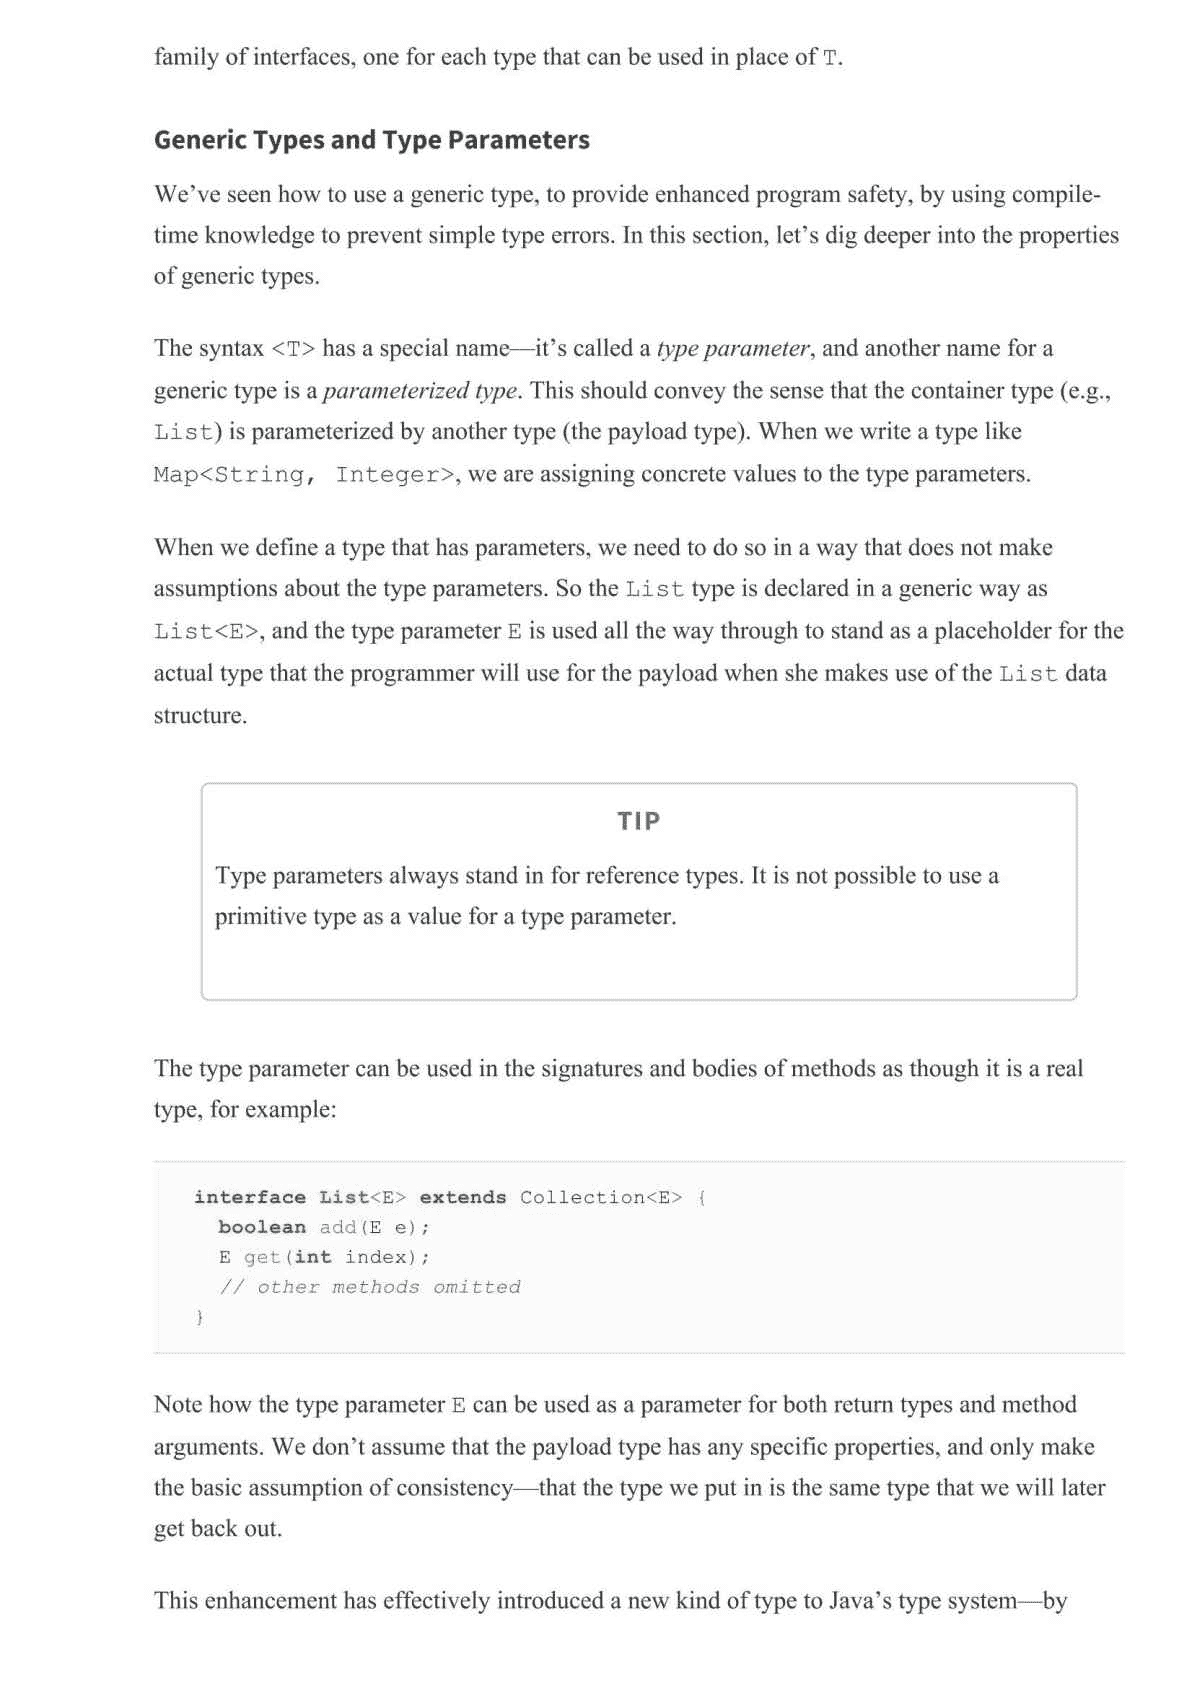 family of interfaces, one for each type that can be used in place of T.
Generic Types and Type Parameters
We’ve seen how to use a generic type, to provide enhanced program safety, by using compile-
time knowledge to prevent simple type errors. In this section, let’s dig deeper into the properties
of generic types.
The syntax <T> has a special name—it’s called a type parameter, and another name for a
generic type is a parameterized type. This should convey the sense that the container type (e.g.,
List) is parameterized by another type (the payload type). When we write a type like
Map<String, Integer>, we are assigning concrete values to the type parameters.
When we define a type that has parameters, we need to do so in a way that does not make
assumptions about the type parameters. So the List type is declared in a generic way as
List<E>, and the type parameter E is used all the way through to stand as a placeholder for the
actual type that the programmer will use for the payload when she makes use of the List data
structure.
TIP
Type parameters always stand in for reference types. It is not possible to use a
primitive type as a value for a type parameter.
The type parameter can be used in the signatures and bodies of methods as though it is a real
type, for example:
interface List<E> extends Collection<E> {
  boolean add(E e);
  E get(int index);
  // other methods omitted
}
Note how the type parameter E can be used as a parameter for both return types and method
arguments. We don’t assume that the payload type has any specific properties, and only make
the basic assumption of consistency—that the type we put in is the same type that we will later
get back out.
This enhancement has effectively introduced a new kind of type to Java’s type system—by